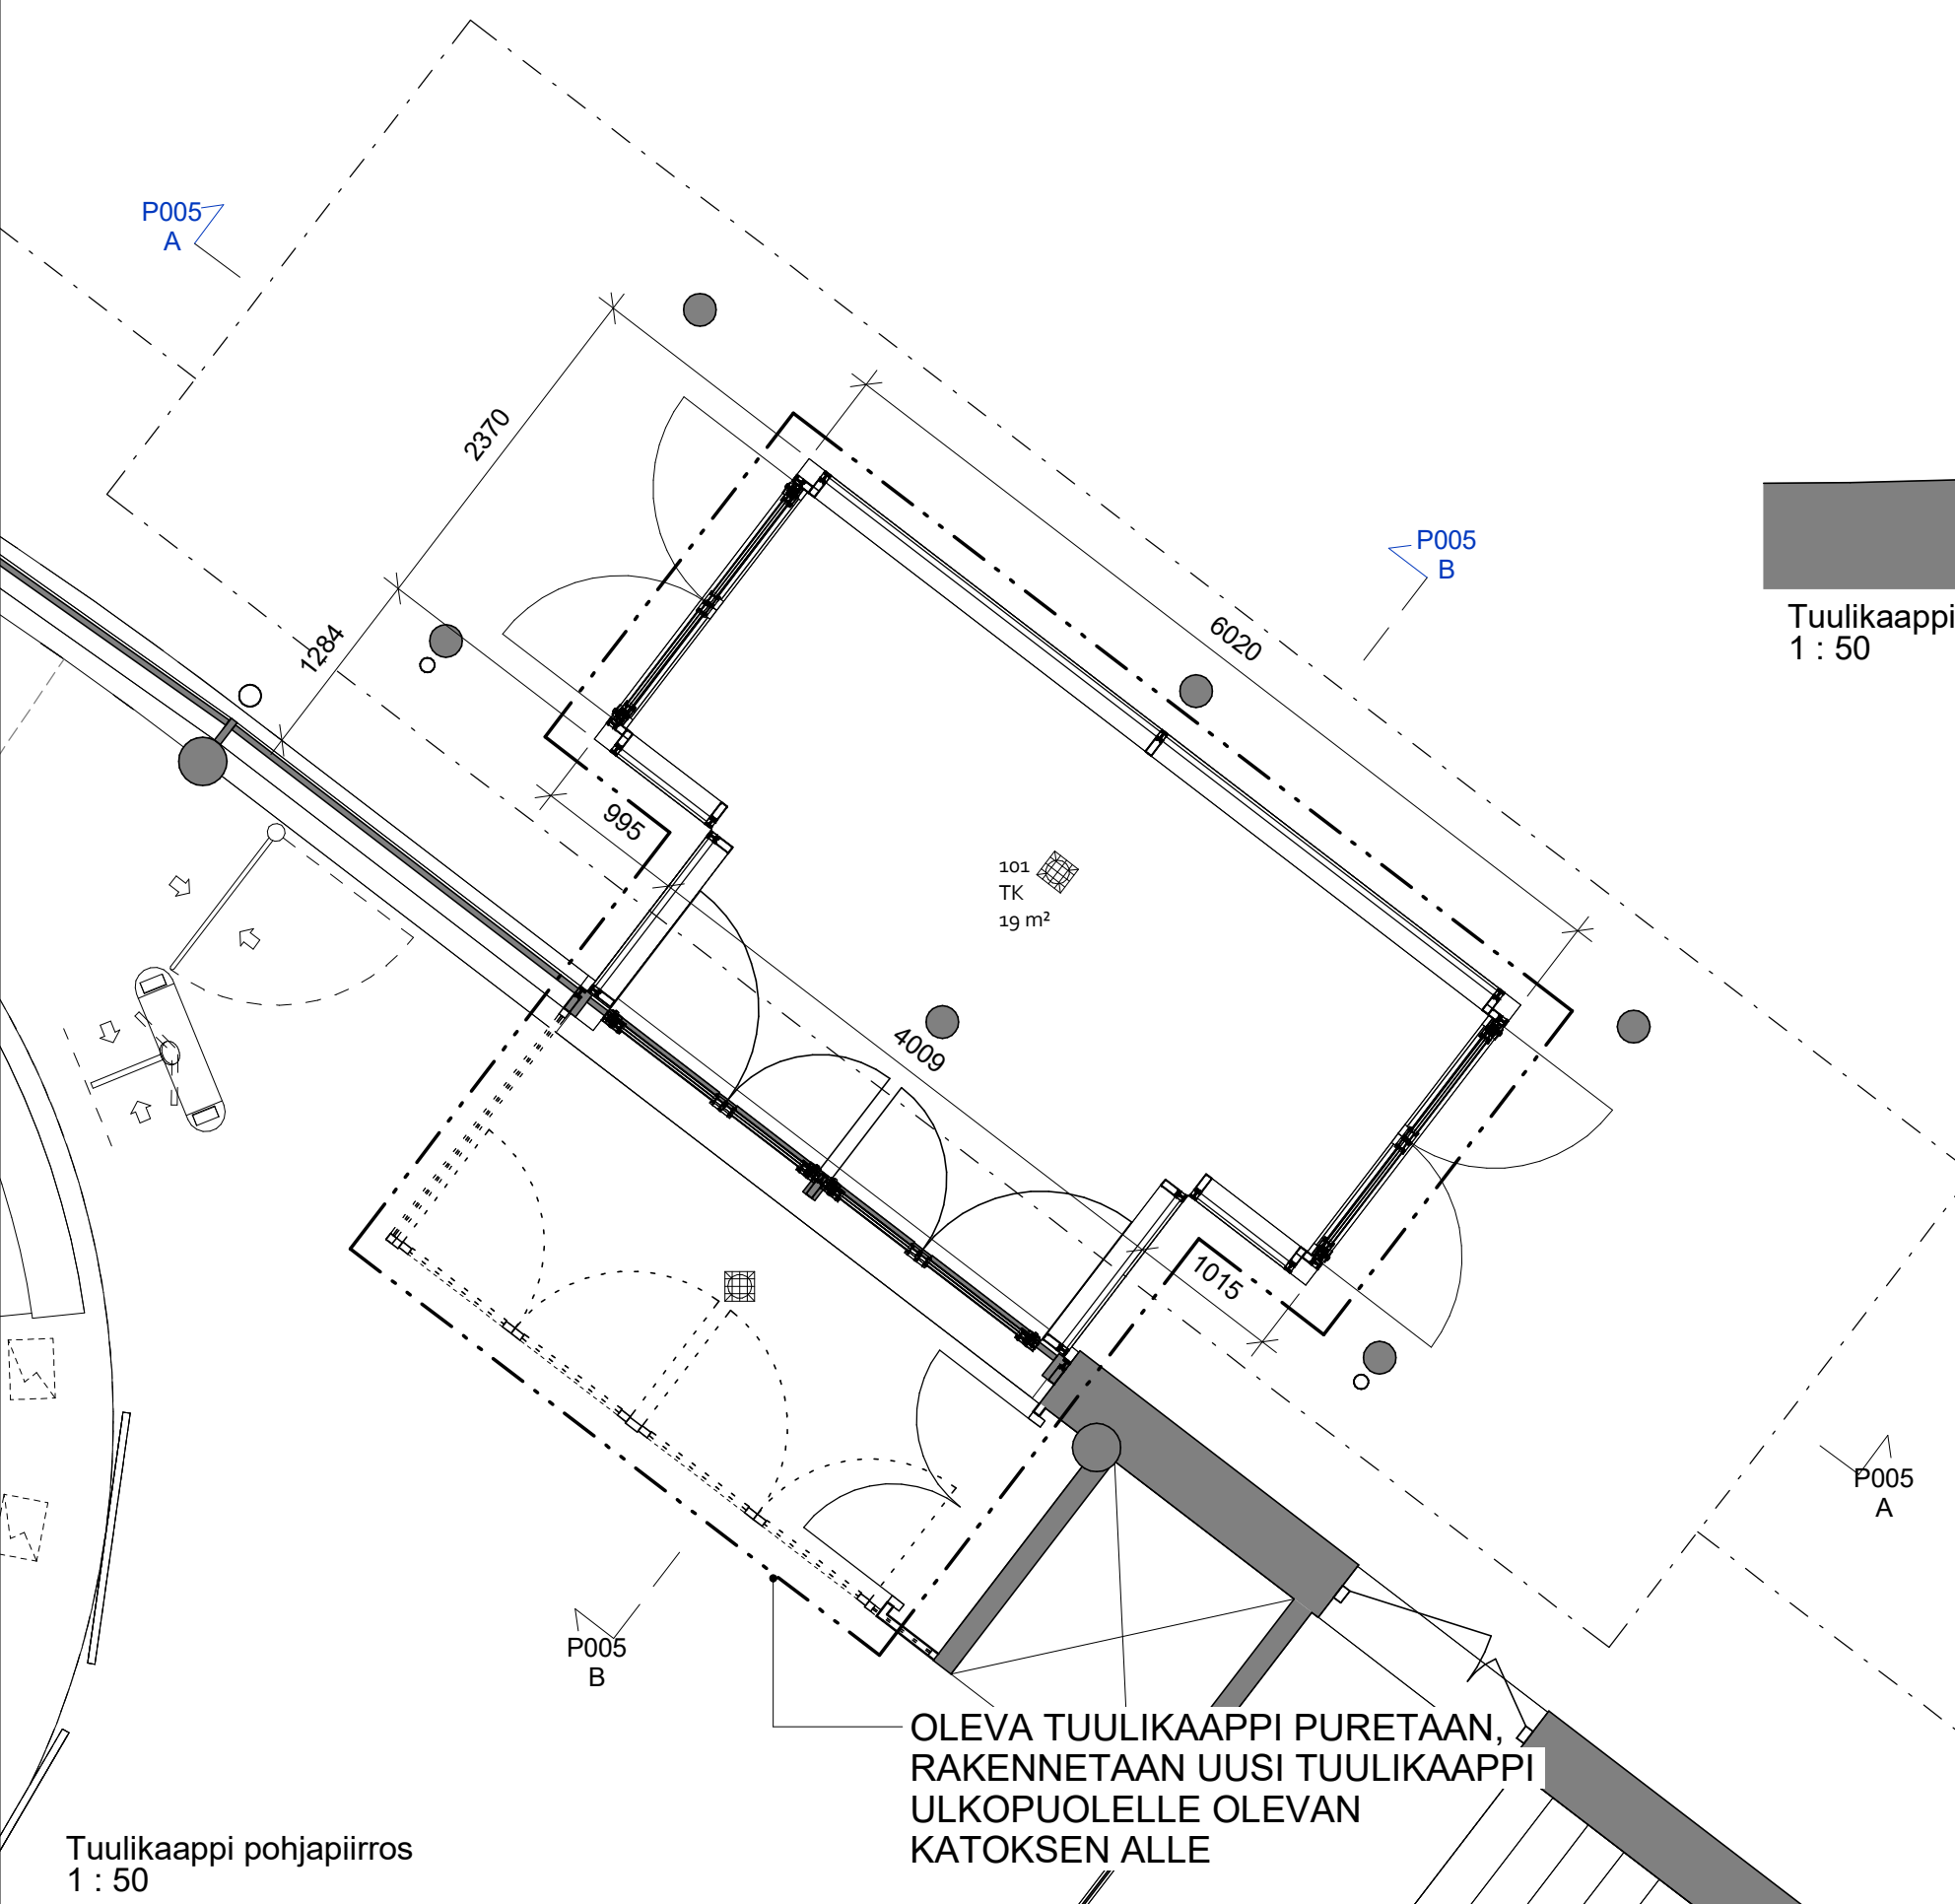 P005
A
2370
1284
6020
P005
B
Tuulikaappi
1 : 50
995
101
TK
19 m²
4009
1015
P005
A
P005
B
OLEVA TUULIKAAPPI PURETAAN,
RAKENNETAAN UUSI TUULIKAAPPI
ULKOPUOLELLE OLEVAN
KATOKSEN ALLE
Tuulikaappi pohjapiirros
1 : 50